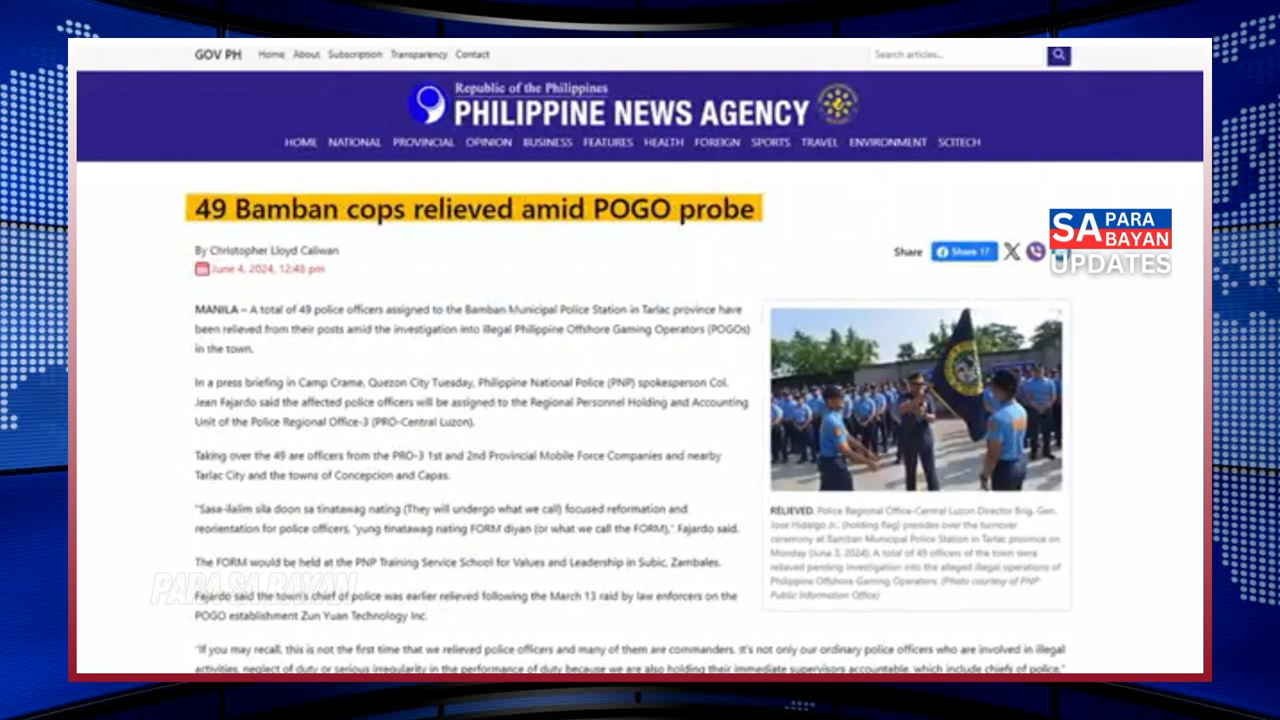 GOV PH Home About Subscription Transparency Contact Search articles...
Republic of the Philippines
PHILIPPINE NEWS AGENCY
HOME NATIONAL PROVINCIAL OPINION BUSINESS FEATURES HEALTH FOREIGN SPORTS TRAVEL ENVIRONMENT SCITECH
49 Bamban cops relieved amid POGO probe
By Christopher Lloyd Caliwan
June 4, 2024, 12:48 pm
Share Share 17
SA PARA
BAYAN
UPDATES
MANILA – A total of 49 police officers assigned to the Bamban Municipal Police Station in Tarlac province have
been relieved from their posts amid the investigation into illegal Philippine Offshore Gaming Operators (POGOs)
in the town.
In a press briefing in Camp Crame, Quezon City Tuesday, Philippine National Police (PNP) spokesperson Col.
Jean Fajardo said the affected police officers will be assigned to the Regional Personnel Holding and Accounting
Unit of the Police Regional Office-3 (PRO-Central Luzon).
Taking over the 49 are officers from the PRO-3 1st and 2nd Provincial Mobile Force Companies and nearby
Tarlac City and the towns of Concepcion and Capas.
"Sasa-ilalim sila doon sa tinatawag nating (They will undergo what we call) focused reformation and
reorientation for police officers, 'yung tinatawag nating FORM diyan (or what we call the FORM)," Fajardo said.
The FORM would be held at the PNP Training Service School for Values and Leadership in Subic, Zambales.
PARA SA BAYAN
Fajardo said the town's chief of police was earlier relieved following the March 13 raid by law enforcers on the
POGO establishment Zun Yuan Technology Inc.
"If you may recall, this is not the first time that we relieved police officers and many of them are commanders. It's not only our ordinary police officers who are involved in illegal
activities, neglect of duty or serious irregularity in the performance of duty because we are also holding their immediate supervisors accountable, which include chiefs of police,"
RELIEVED. Police Regional Office-Central Luzon Director Brig. Gen.
Jose Hidalgo Jr. (holding flag) presides over the turnover
ceremony at Bamban Municipal Police Station in Tarlac province on
Monday (June 3, 2024). A total of 49 officers of the town were
relieved pending investigation into the alleged illegal operations of
Philippine Offshore Gaming Operators. (Photo courtesy of PNP
Public Information Office)